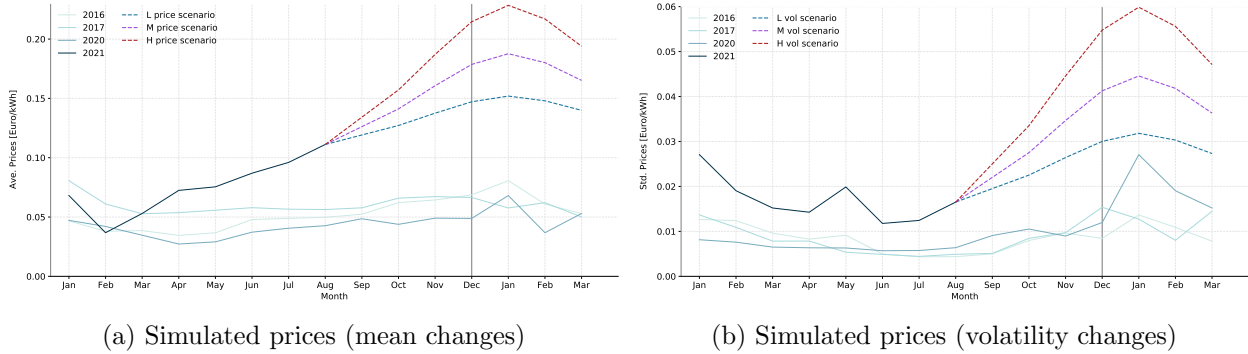 2016
2017
2020
2021
L price scenario
M price scenario
H price scenario
Ave. Prices [Euro/kWh]
0.20
0.15
0.10
0.05
0.00
Jan Feb Mar Apr May Jun Jul Aug Sep Oct Nov Dec Jan Feb Mar
Month
(a) Simulated prices (mean changes)
2016
2017
2020
2021
L vol scenario
M vol scenario
H vol scenario
Std. Prices [Euro/kWh]
0.06
0.05
0.04
0.03
0.02
0.01
0.00
Jan Feb Mar Apr May Jun Jul Aug Sep Oct Nov Dec Jan Feb Mar
Month
(b) Simulated prices (volatility changes)